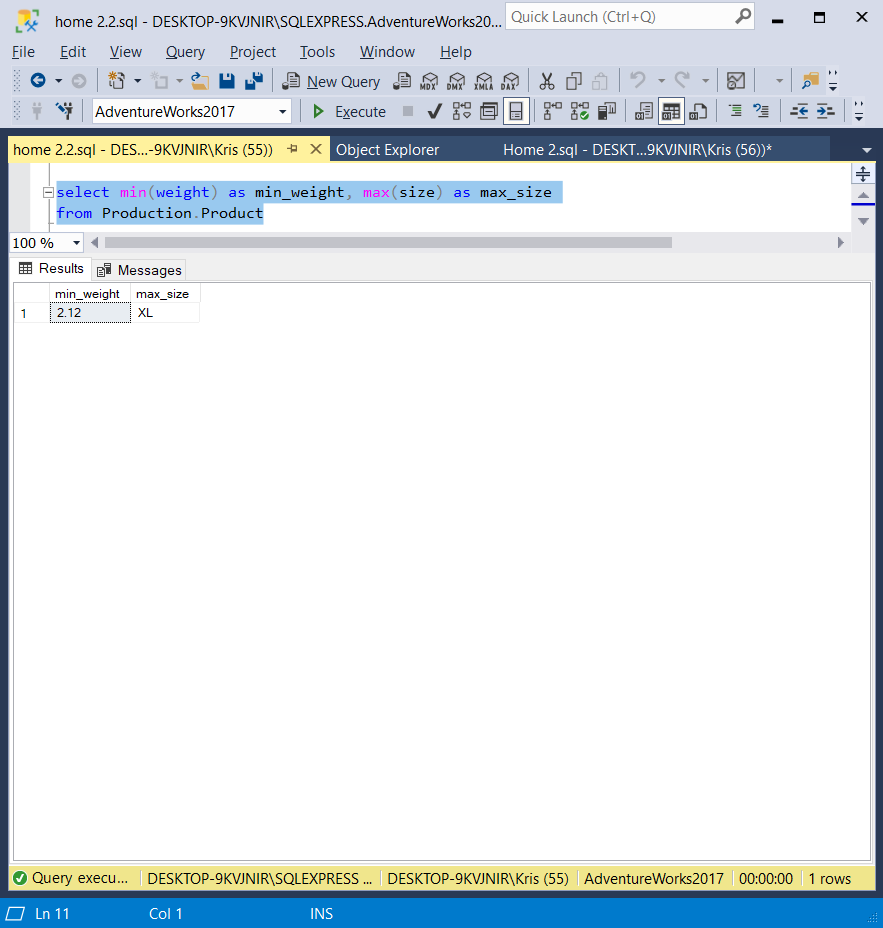 home 2.2.sql - DESKTOP-9KVJNIR\SQLEXPRESS.AdventureWorks20...
Quick Launch (Ctrl+Q)
File Edit View Query Project Tools Window Help
New Query MDX DMX XMLA DAX
AdventureWorks2017 Execute
home 2.2.sql - DES...-9KVJNIR\Kris (55)) Object Explorer Home 2.sql - DESKT...9KVJNIR\Kris (56))*
select min(weight) as min_weight, max(size) as max_size
from Production.Product
100 %
Results Messages
min_weight max_size
1 2.12 XL
Query execu... DESKTOP-9KVJNIR\SQLEXPRESS ... DESKTOP-9KVJNIR\Kris (55) AdventureWorks2017 00:00:00 1 rows
Ln 11 Col 1 INS